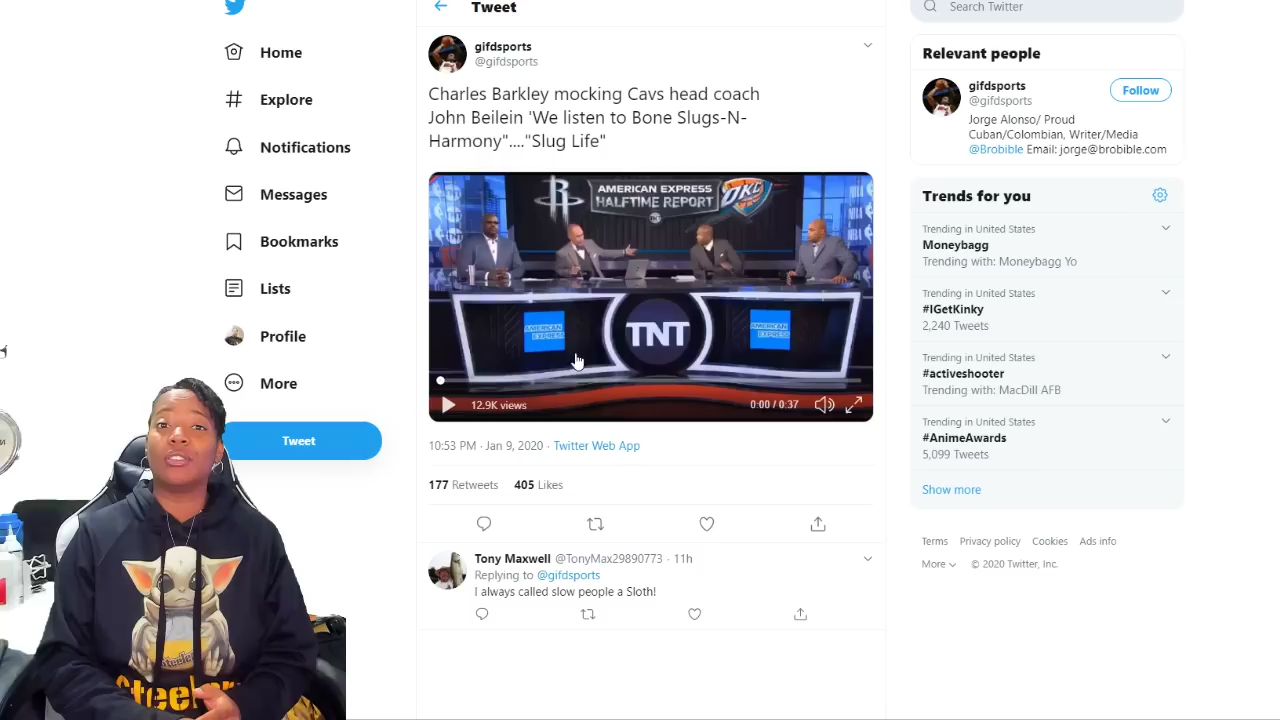 Tweet
Search Twitter
Home
Explore
Notifications
Messages
Bookmarks
Lists
Profile
More
Tweet
gifdsports
@gifdsports
Charles Barkley mocking Cavs head coach
John Beilein 'We listen to Bone Slugs-N-
Harmony"...."Slug Life"
AMERICAN EXPRESS
HALFTIME REPORT
TNT
OKC
AMERICAN
EXPRESS
TNT
AMERICAN
EXPRESS
12.9K views
0:00 / 0:37
10:53 PM · Jan 9, 2020 · Twitter Web App
177 Retweets 405 Likes
Tony Maxwell @TonyMax29890773 · 11h
Replying to @gifdsports
I always called slow people a Sloth!
Relevant people
gifdsports
@gifdsports
Follow
Jorge Alonso/ Proud
Cuban/Colombian, Writer/Media
@Brobible Email: jorge@brobible.com
Trends for you
Trending in United States
Moneybagg
Trending with: Moneybagg Yo
Trending in United States
#IGetKinky
2,240 Tweets
Trending in United States
#activeshooter
Trending with: MacDill AFB
Trending in United States
#AnimeAwards
5,099 Tweets
Show more
Terms Privacy policy Cookies Ads info
More © 2020 Twitter, Inc.
Steelers